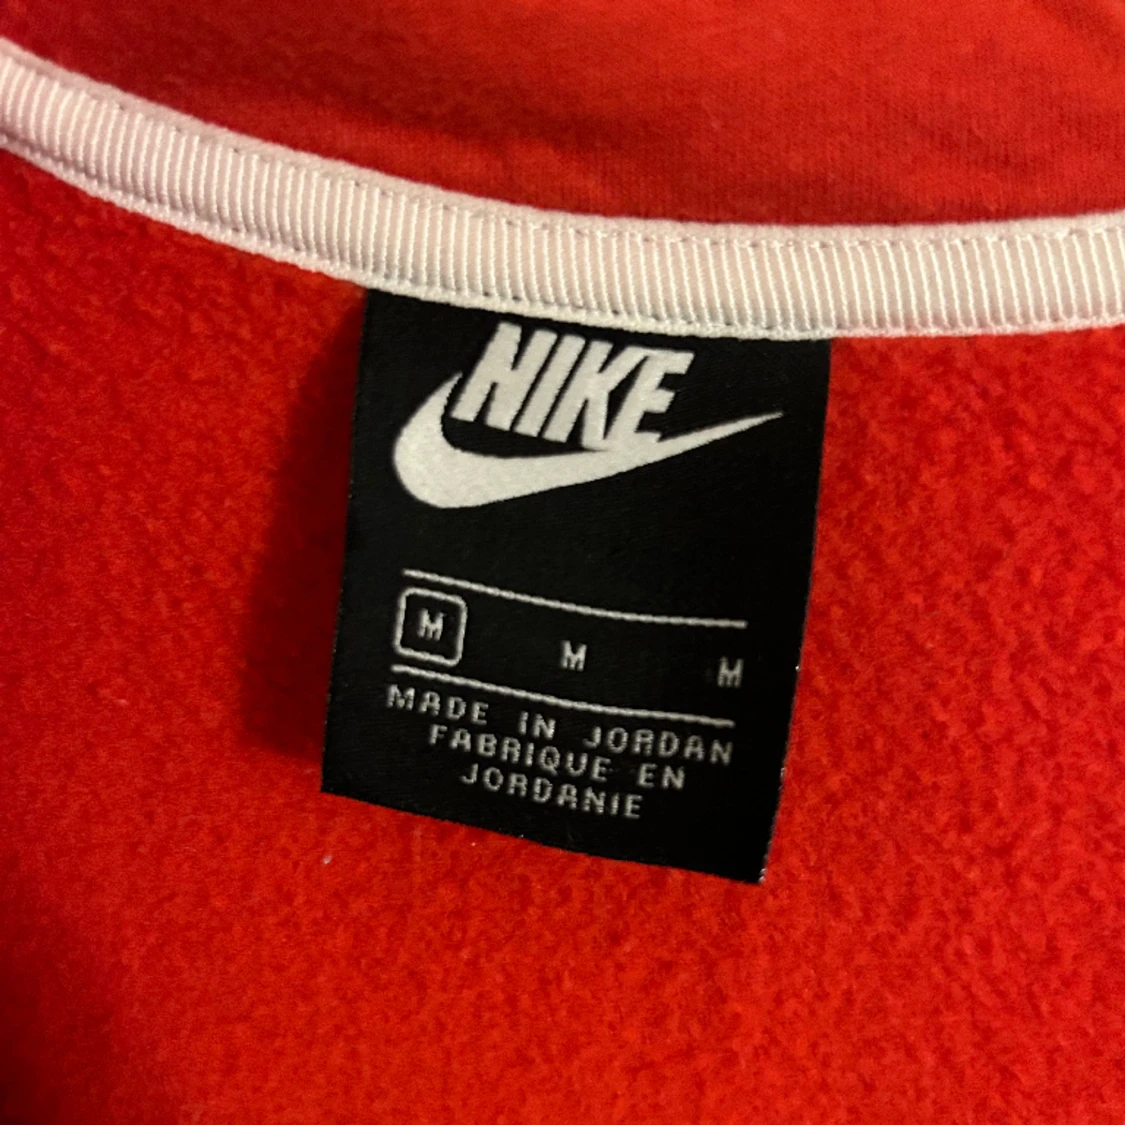 NIKE
M M M
MADE IN JORDAN
FABRIQUE EN
JORDANIE